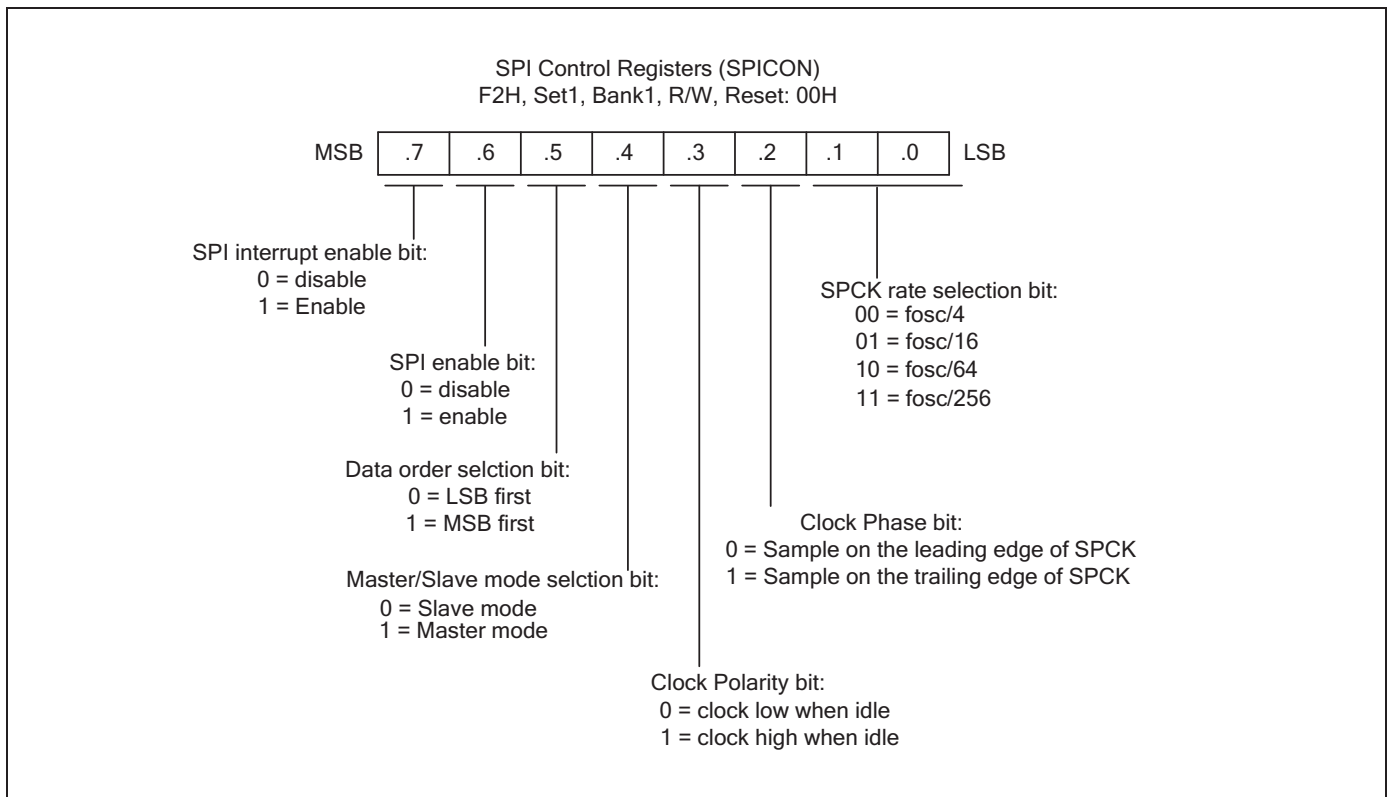 SPI Control Registers (SPICON)
F2H, Set1, Bank1, R/W, Reset: 00H
MSB .7 .6 .5 .4 .3 .2 .1 .0 LSB
SPI interrupt enable bit:
0 = disable
1 = Enable
SPI enable bit:
0 = disable
1 = enable
Data order selction bit:
0 = LSB first
1 = MSB first
Master/Slave mode selction bit:
0 = Slave mode
1 = Master mode
Clock Polarity bit:
0 = clock low when idle
1 = clock high when idle
Clock Phase bit:
0 = Sample on the leading edge of SPCK
1 = Sample on the trailing edge of SPCK
SPCK rate selection bit:
00 = fosc/4
01 = fosc/16
10 = fosc/64
11 = fosc/256